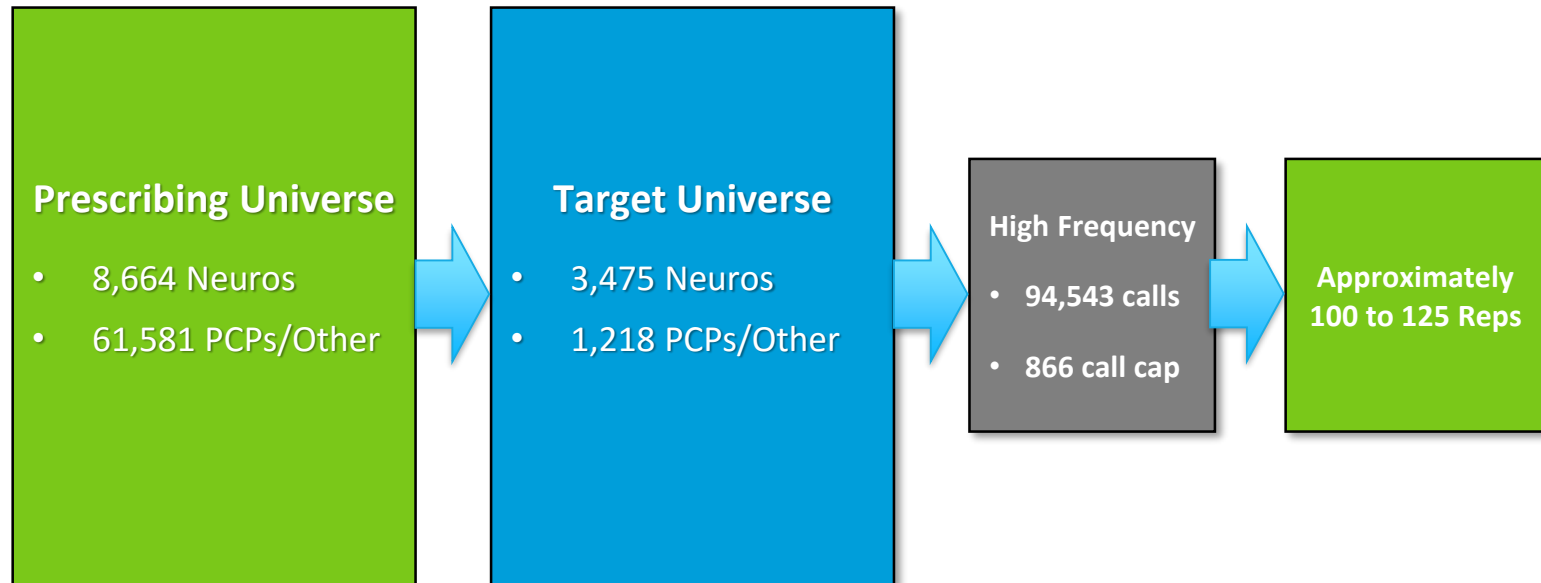 Prescribing Universe
• 8,664 Neuros
• 61,581 PCPs/Other
Target Universe
• 3,475 Neuros
• 1,218 PCPs/Other
High Frequency
• 94,543 calls
• 866 call cap
Approximately
100 to 125 Reps